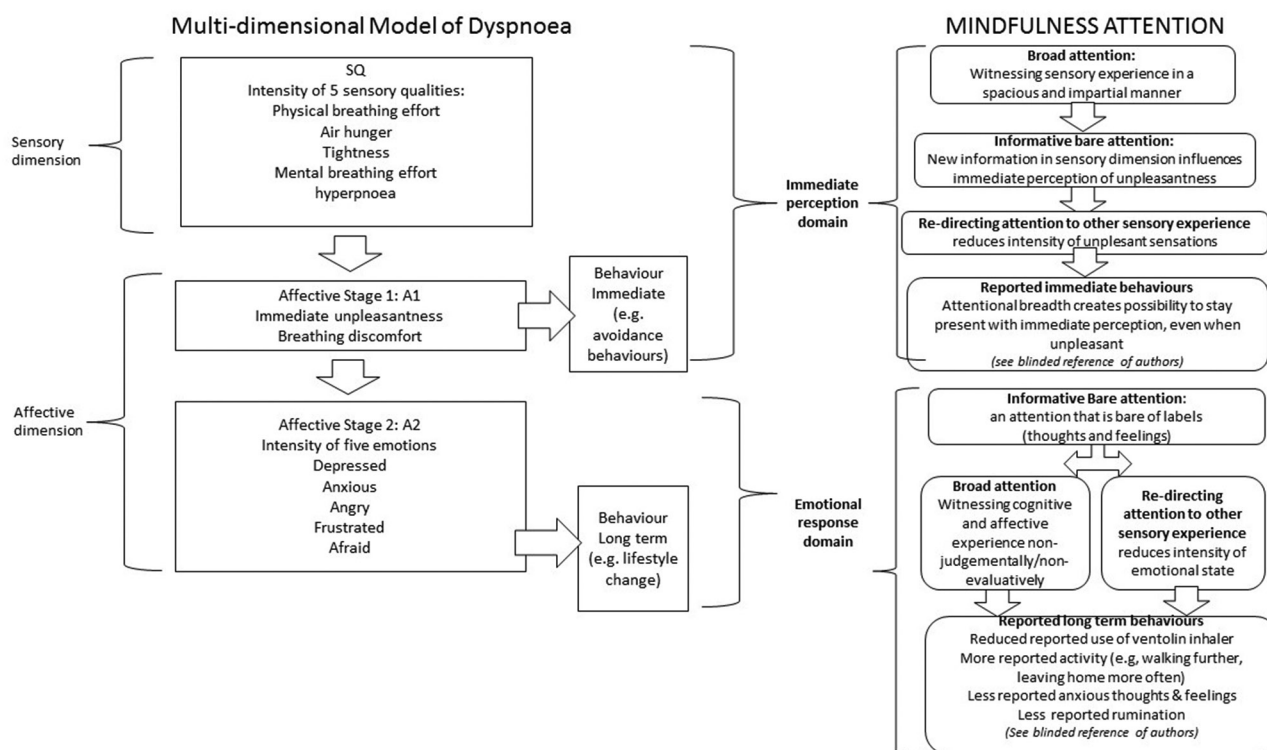 Multi-dimensional Model of Dyspnoea
Sensory
dimension
SQ
Intensity of 5 sensory qualities:
Physical breathing effort
Air hunger
Tightness
Mental breathing effort
hyperpnoea
Affective
dimension
Affective Stage 1: A1
Immediate unpleasantness
Breathing discomfort
Behaviour
Immediate
(e.g.
avoidance
behaviours)
Affective Stage 2: A2
Intensity of five emotions
Depressed
Anxious
Angry
Frustrated
Afraid
Behaviour
Long term
(e.g. lifestyle
change)
Immediate
perception
domain
Emotional
response
domain
MINDFULNESS ATTENTION
Broad attention:
Witnessing sensory experience in a
spacious and impartial manner
Informative bare attention:
New information in sensory dimension influences
immediate perception of unpleasantness
Re-directing attention to other sensory experience
reduces intensity of unplesant sensations
Reported immediate behaviours
Attentional breadth creates possibility to stay
present with immediate perception, even when
unpleasant
(see blinded reference of authors)
Informative Bare attention:
an attention that is bare of labels
(thoughts and feelings)
Broad attention
Witnessing cognitive
and affective
experience non-
judgementally/non-
evaluatively
Re-directing
attention to other
sensory experience
reduces intensity of
emotional state
Reported long term behaviours
Reduced reported use of ventolin inhaler
More reported activity (e.g, walking further,
leaving home more often)
Less reported anxious thoughts & feelings
Less reported rumination
(See blinded reference of authors)